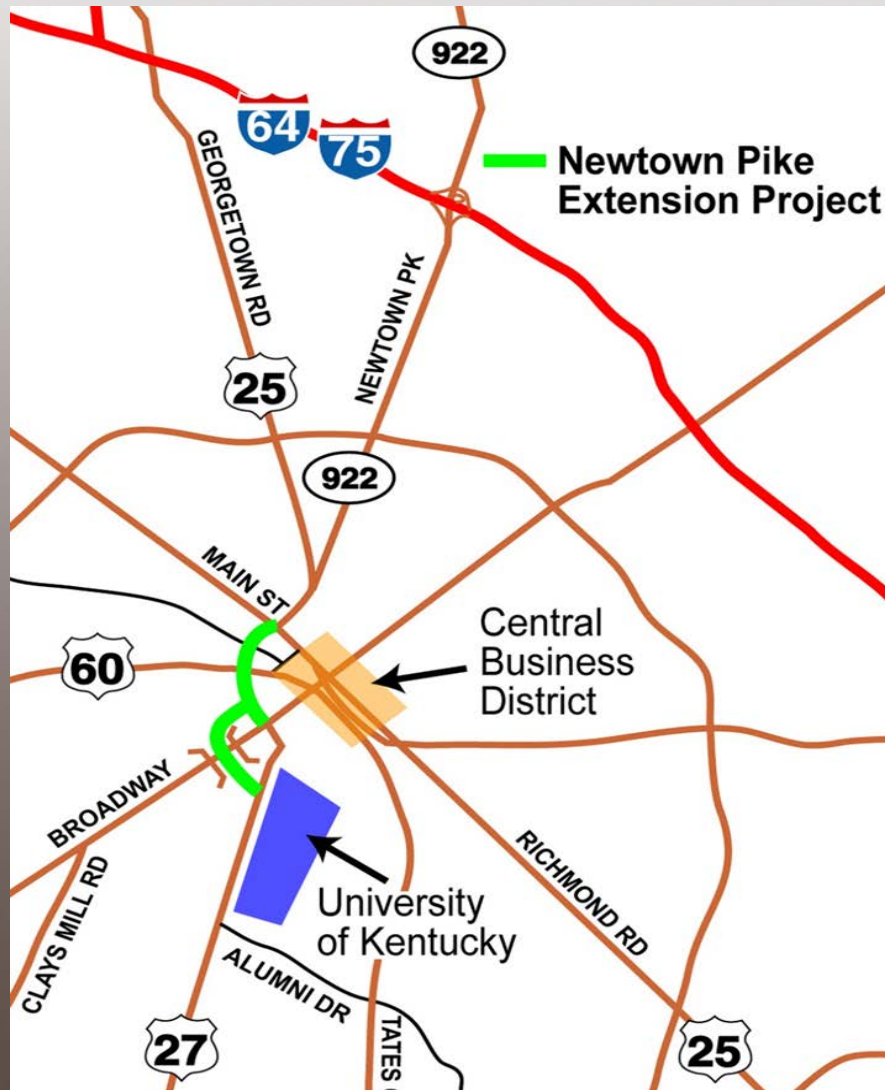 922
64
75
Newtown Pike
Extension Project
GEORGETOWN RD
NEWTOWN PK
25
922
MAIN ST
Central
Business
District
60
BROADWAY
RICHMOND RD
CLAYS MILL RD
University
of Kentucky
ALUMNI DR
TATES
27
25